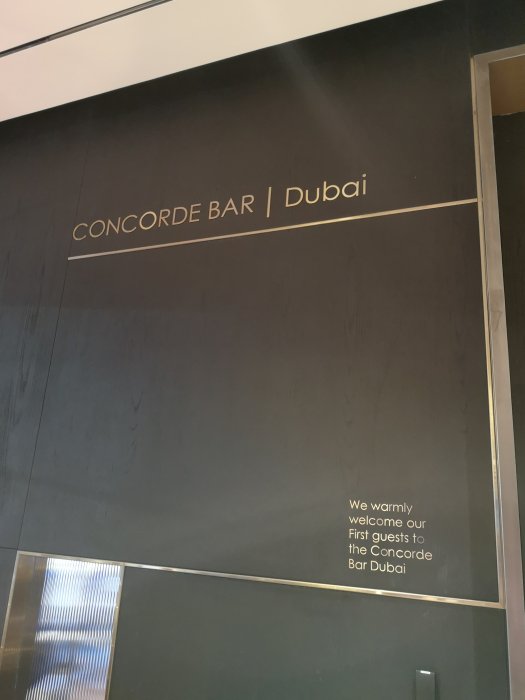 CONCORDE BAR | Dubai
We warmly
welcome our
First guests to
the Concorde
Bar Dubai